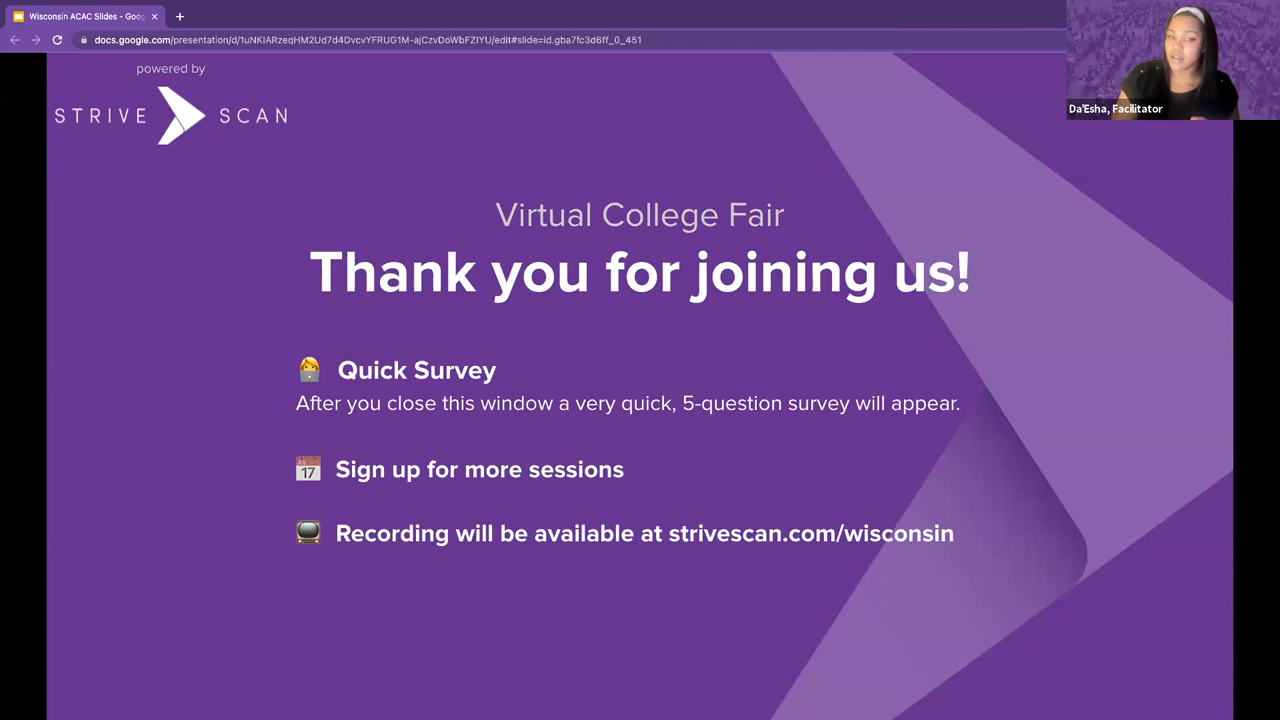 Wisconsin ACAC Slides - Goog
docs.google.com/presentation/d/1uNKIARzeqHM2Ud7d4DvcvYFRUG1M-ajCzvDoWbFZIYU/edit#slide=id.gba7fc3d6ff_0_451
powered by
STRIVE SCAN
Da'Esha, Facilitator
Virtual College Fair
Thank you for joining us!
Quick Survey
After you close this window a very quick, 5-question survey will appear.
JUL
17
Sign up for more sessions
Recording will be available at strivescan.com/wisconsin